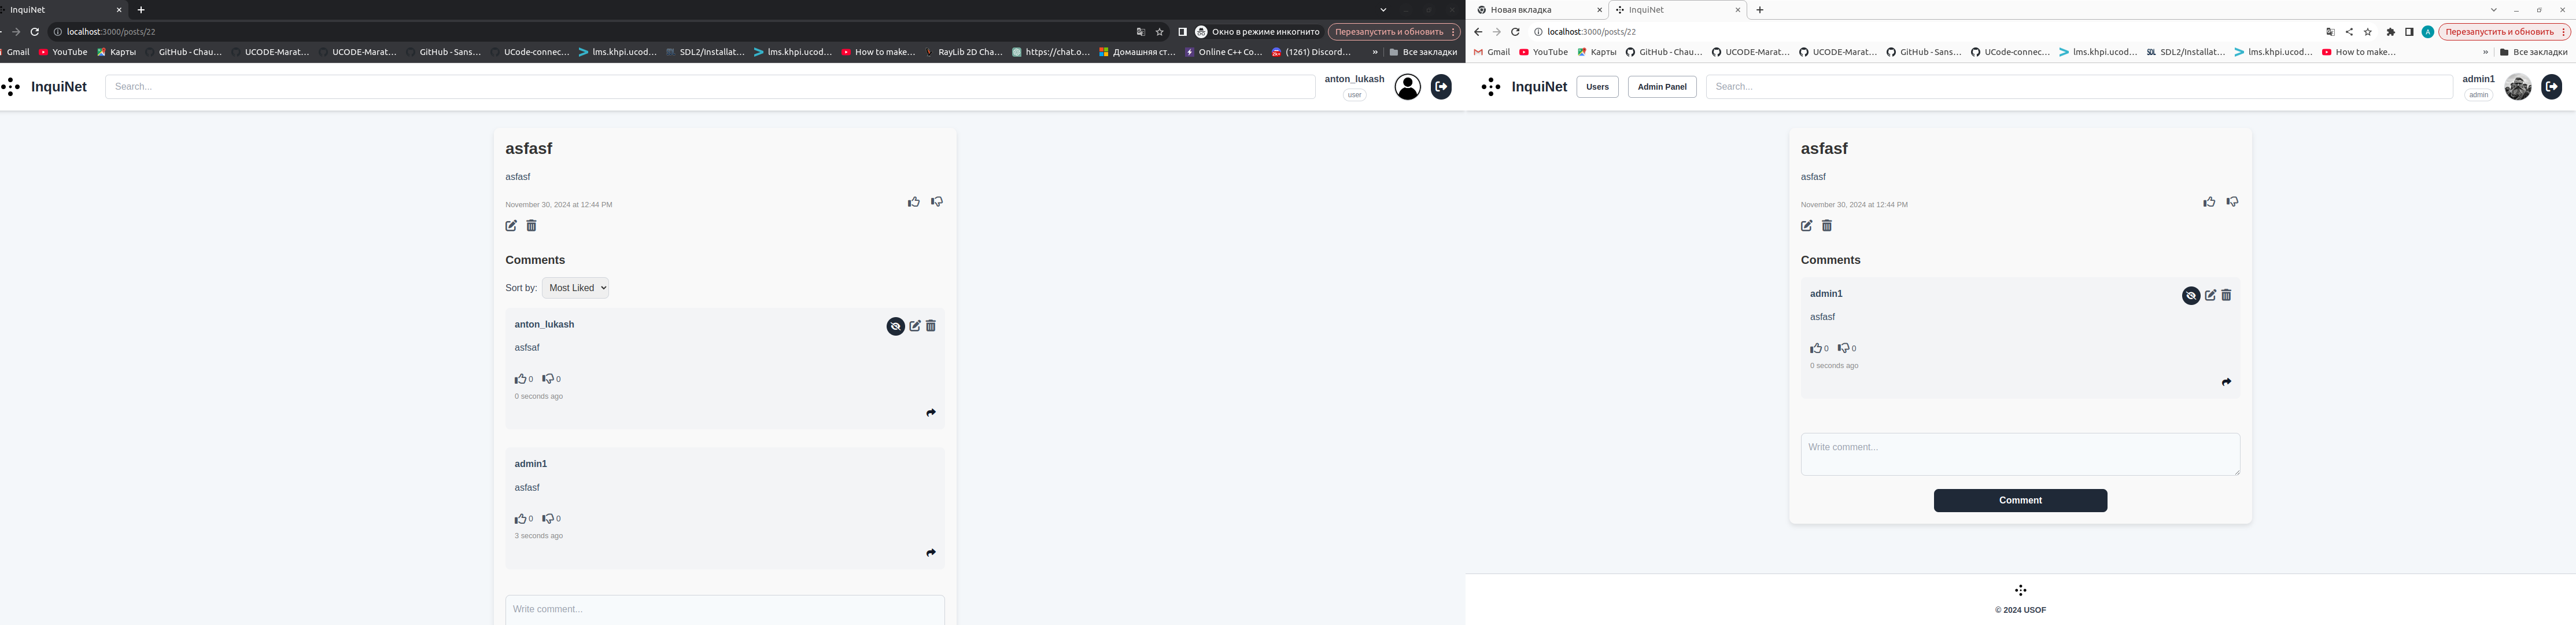 InquiNet
localhost:3000/posts/22
Окно в режиме инкогнито
Перезапустить и обновить
Gmail YouTube Карты GitHub - Chau... UCODE-Marat... UCODE-Marat... GitHub - Sans... UCode-connec... lms.khpi.ucod... SDL2/Installat... lms.khpi.ucod... How to make... RayLib 2D Cha... https://chat.o... Домашняя ст... Online C++ Co... (1261) Discord... » Все закладки
InquiNet
Search...
anton_lukash
user
asfasf
asfasf
November 30, 2024 at 12:44 PM
Comments
Sort by: Most Liked
anton_lukash
asfsaf
0 0
0 seconds ago
admin1
asfasf
0 0
3 seconds ago
Write comment...
Новая вкладка
InquiNet
localhost:3000/posts/22
A
Перезапустить и обновить
Gmail YouTube Карты GitHub - Chau... UCODE-Marat... UCODE-Marat... GitHub - Sans... UCode-connec... lms.khpi.ucod... SDL SDL2/Installat... lms.khpi.ucod... How to make... » Все закладки
InquiNet
Users
Admin Panel
Search...
admin1
admin
asfasf
asfasf
November 30, 2024 at 12:44 PM
Comments
admin1
asfasf
0 0
0 seconds ago
Write comment...
Comment
© 2024 USOF